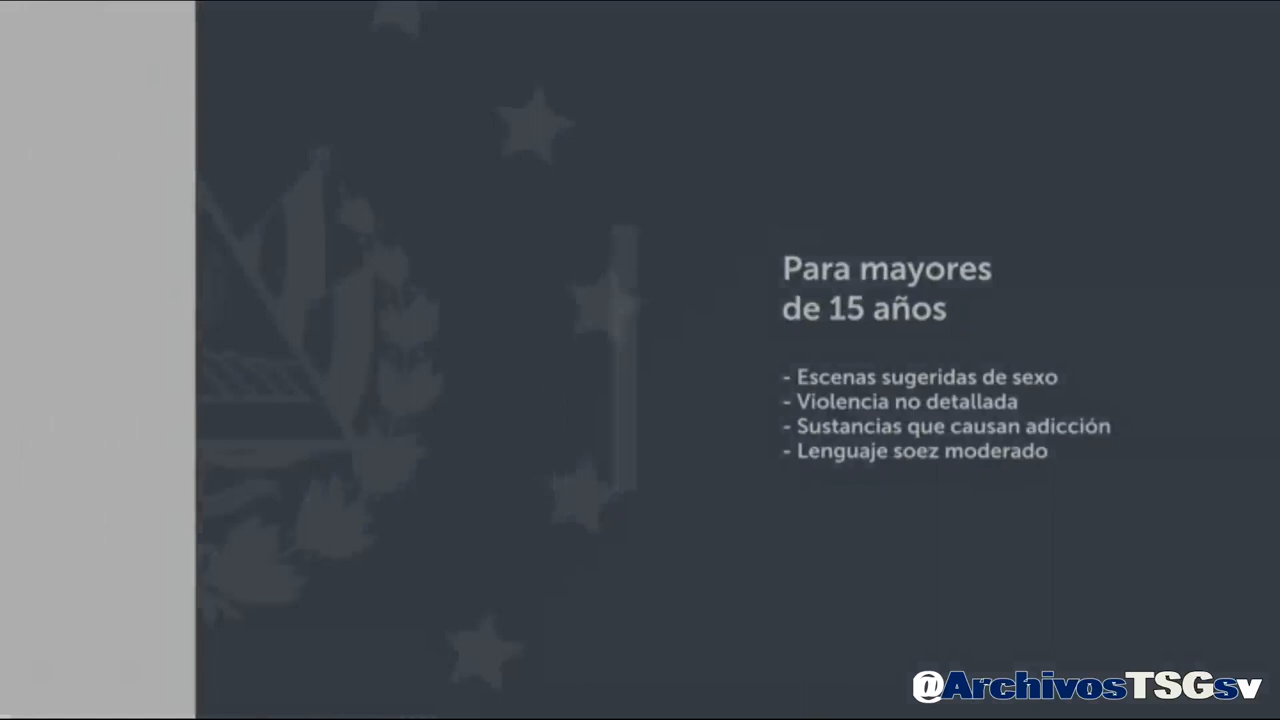 Para mayores
de 15 años
- Escenas sugeridas de sexo
- Violencia no detallada
- Sustancias que causan adicción
- Lenguaje soez moderado
@ArchivosTSGsv